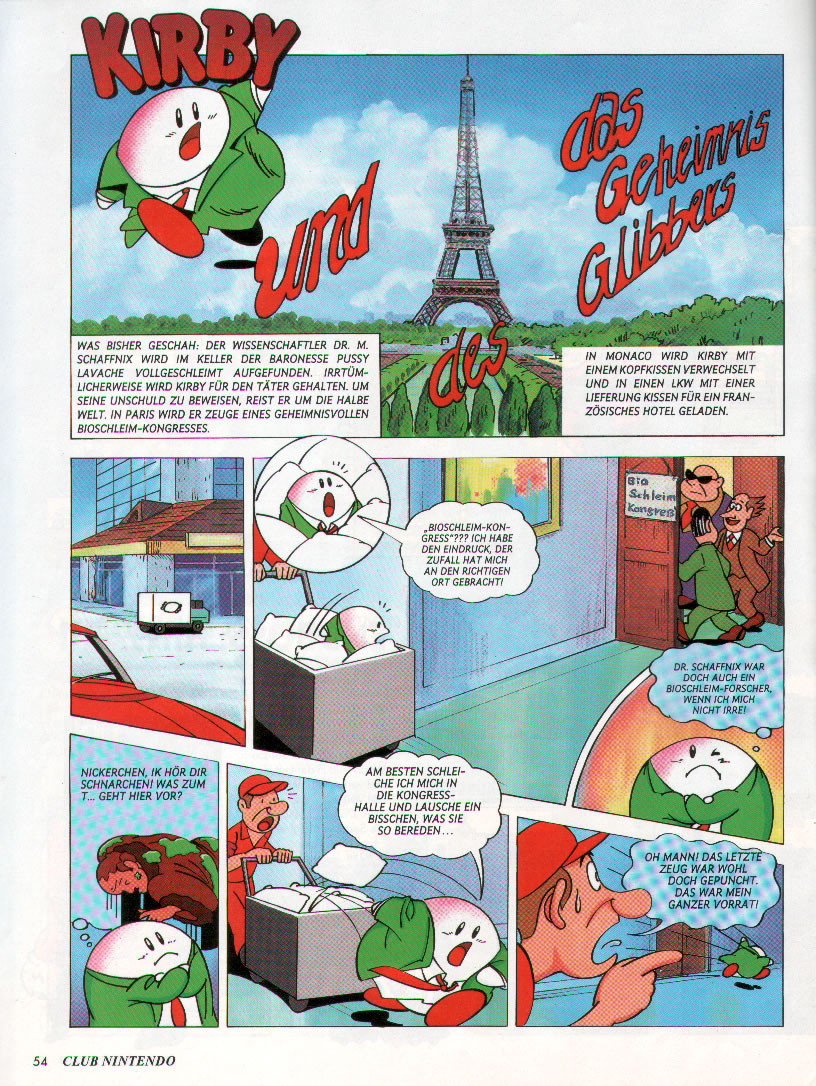 KIRBY
und
das
Geheimnis
des
Glibbers
WAS BISHER GESCHAH: DER WISSENSCHAFTLER DR. M.
SCHAFFNIX WIRD IM KELLER DER BARONESSE PUSSY
LAVACHE VOLLGESCHLEIMT AUFGEFUNDEN. IRRTÜM-
LICHERWEISE WIRD KIRBY FÜR DEN TÄTER GEHALTEN. UM
SEINE UNSCHULD ZU BEWEISEN, REIST ER UM DIE HALBE
WELT. IN PARIS WIRD ER ZEUGE EINES GEHEIMNISVOLLEN
BIOSCHLEIM-KONGRESSES.
IN MONACO WIRD KIRBY MIT
EINEM KOPFKISSEN VERWECHSELT
UND IN EINEN LKW MIT EINER
LIEFERUNG KISSEN FÜR EIN FRAN-
ZÖSISCHES HOTEL GELADEN.
„BIOSCHLEIM-KON-
GRESS"??? ICH HABE
DEN EINDRUCK, DER
ZUFALL HAT MICH
AN DEN RICHTIGEN
ORT GEBRACHT!
Bio
Schleim
Kongreß
DR. SCHAFFNIX WAR
DOCH AUCH EIN
BIOSCHLEIM-FORSCHER,
WENN ICH MICH
NICHT IRRE!
NICKERCHEN, IK HÖR DIR
SCHNARCHEN! WAS ZUM
T... GEHT HIER VOR?
AM BESTEN SCHLEI-
CHE ICH MICH IN
DIE KONGRESS-
HALLE UND LAUSCHE EIN
BISSCHEN, WAS SIE
SO BEREDEN...
OH MANN! DAS LETZTE
ZEUG WAR WOHL
DOCH GEPUNCHT.
DAS WAR MEIN
GANZER VORRAT!
54 CLUB NINTENDO